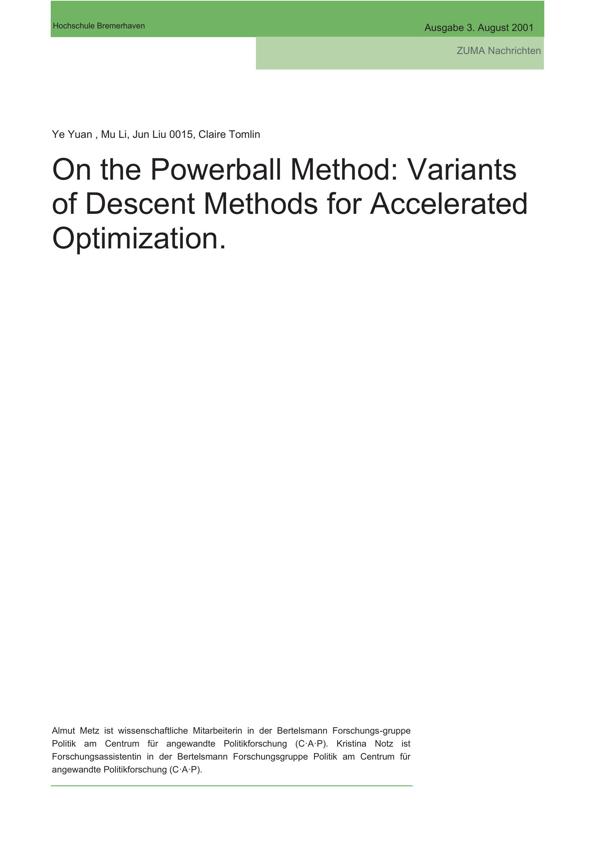 Hochschule Bremerhaven
Ausgabe 3. August 2001
ZUMA Nachrichten
Ye Yuan , Mu Li, Jun Liu 0015, Claire Tomlin
On the Powerball Method: Variants
of Descent Methods for Accelerated
Optimization.
Almut Metz ist wissenschaftliche Mitarbeiterin in der Bertelsmann Forschungs-gruppe
Politik am Centrum für angewandte Politikforschung (C·A·P). Kristina Notz ist
Forschungsassistentin in der Bertelsmann Forschungsgruppe Politik am Centrum für
angewandte Politikforschung (C·A·P).